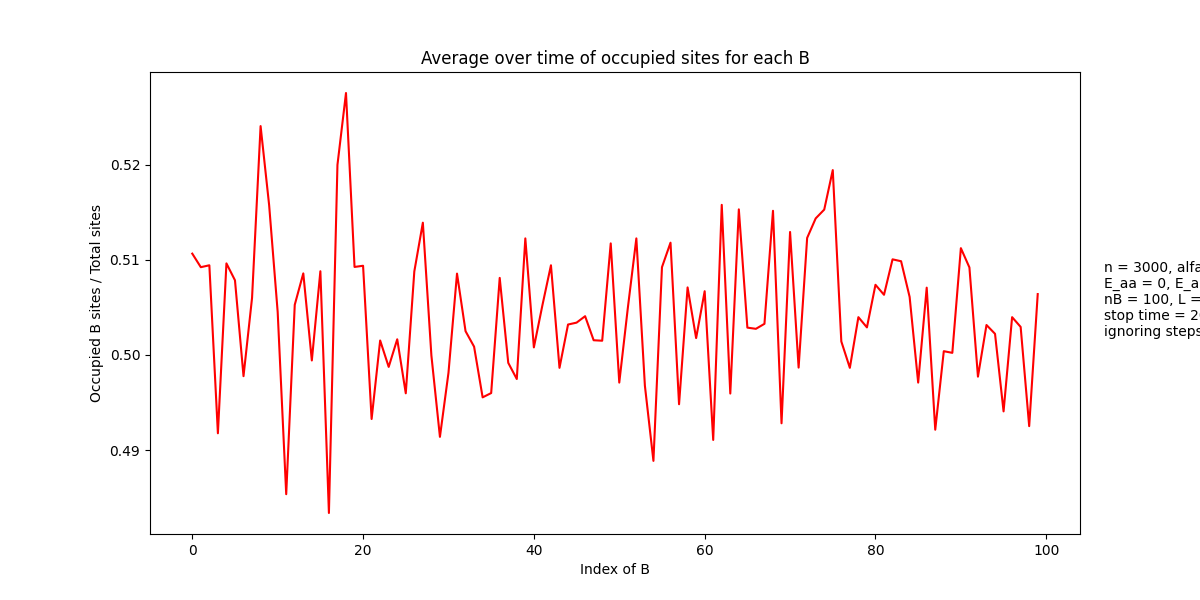 Average over time of occupied sites for each B
Occupied B sites / Total sites
0.52
0.51
0.50
0.49
0 20 40 60 80 100
Index of B
n = 3000, alfa
E_aa = 0, E_a
nB = 100, L =
stop time = 2
ignoring steps